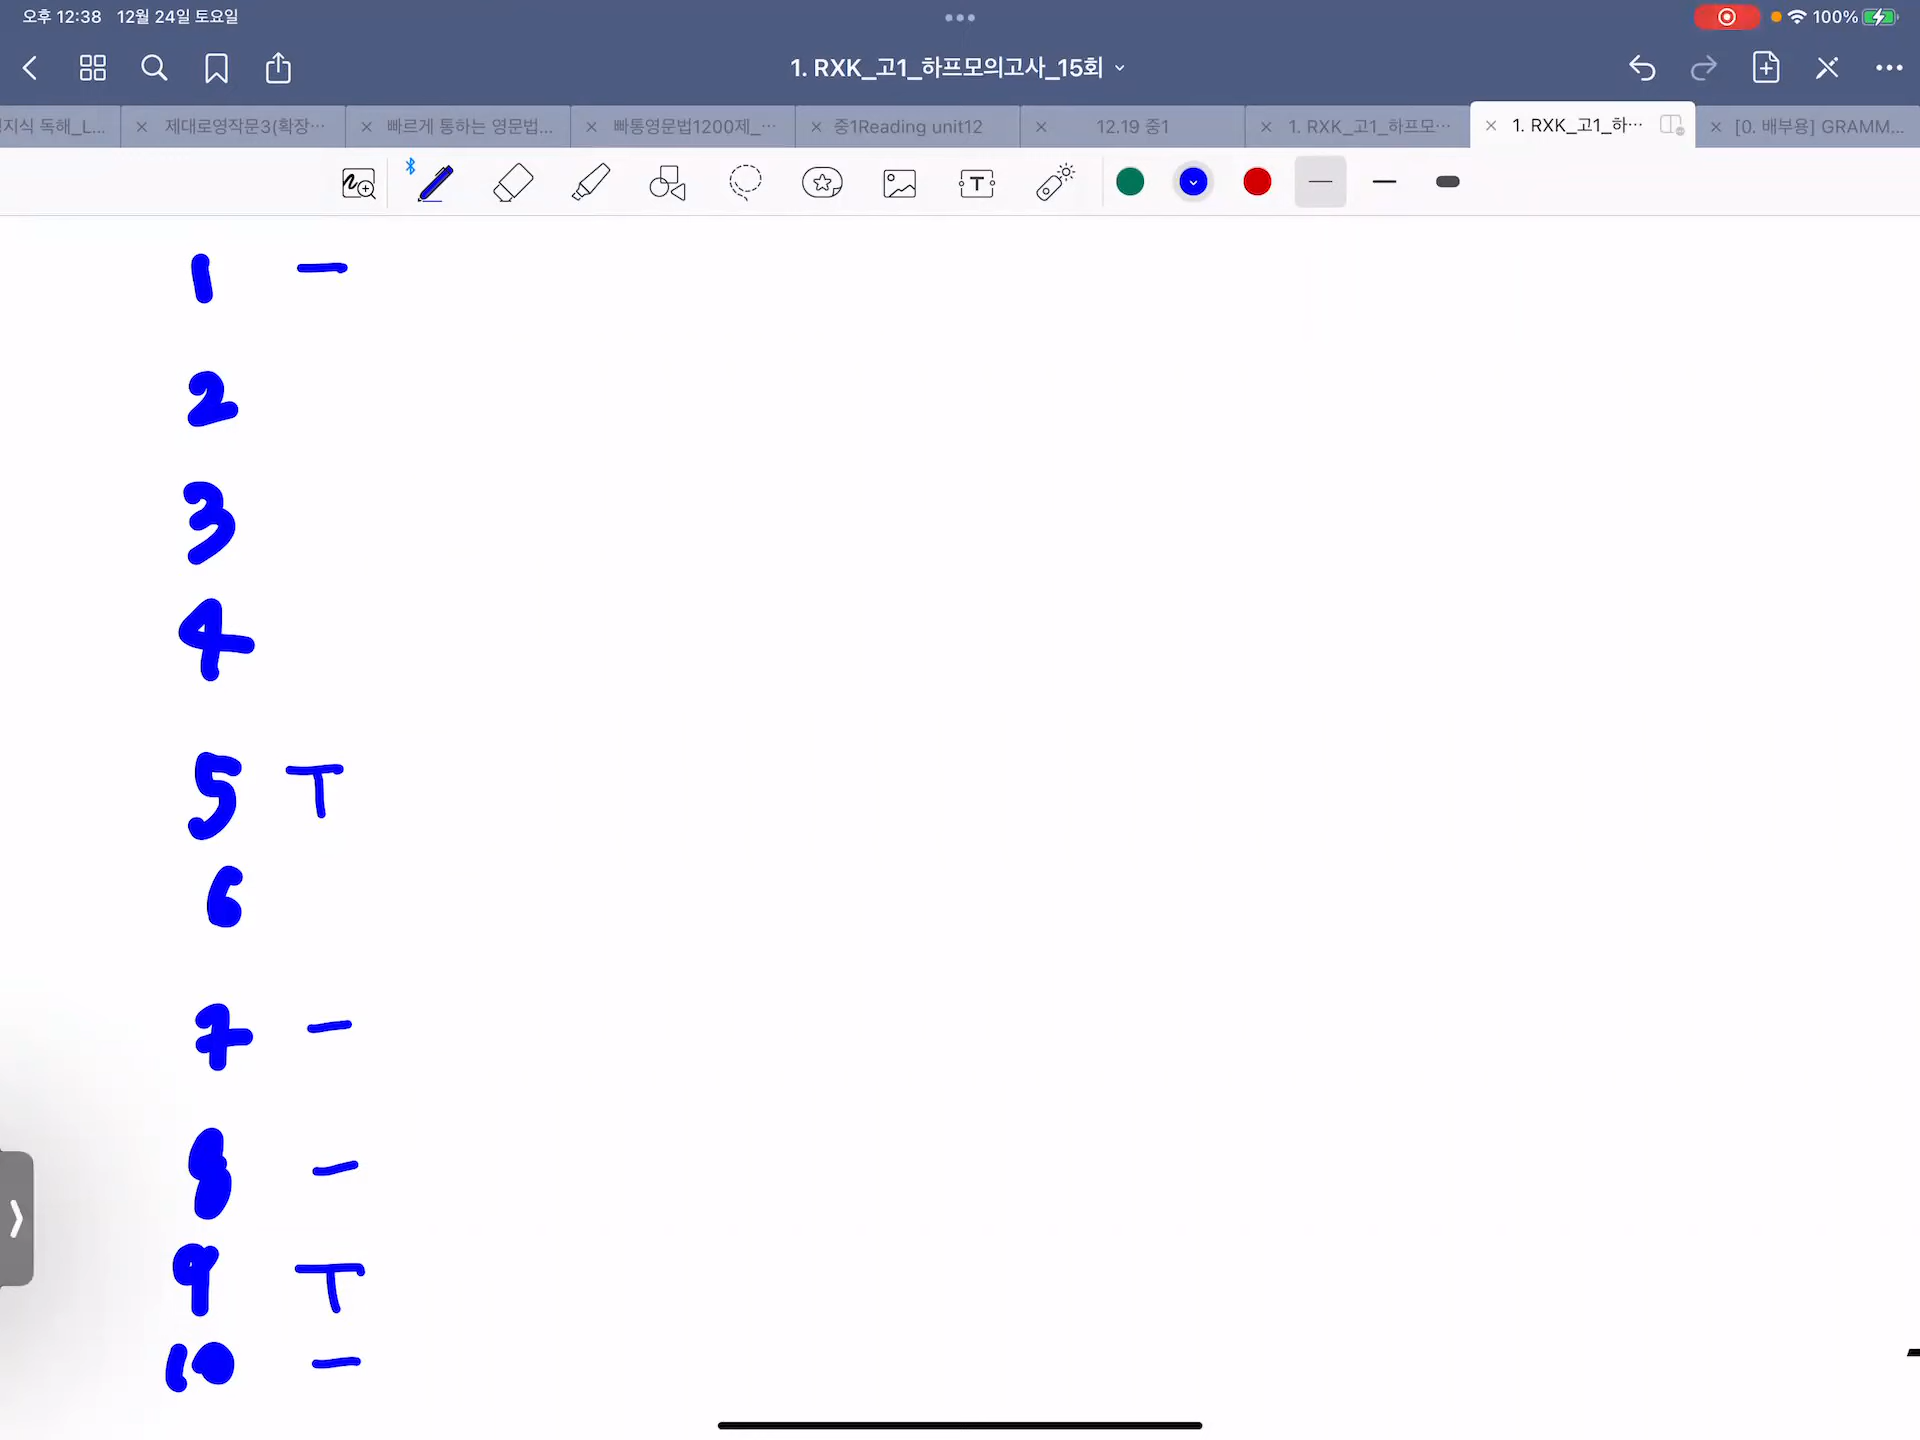 오후 12:38 12월 24일 토요일
100%
1. RXK_고1_하프모의고사_15회
지식 독해_L...
제대로영작문3(확장…
빠르게 통하는 영문법...
빠통영문법1200제_…
중1Reading unit12
12.19 중1
1. RXK_고1_하프모…
1. RXK_고1_하…
[0. 배부용] GRAMM...
1 –
2
3
4
5 T
6
7 –
8 –
9 T
10 –